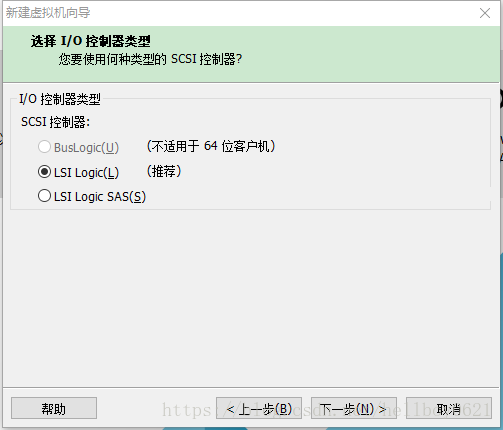 新建虚拟机向导
选择 I/O 控制器类型
您要使用何种类型的 SCSI 控制器?
I/O 控制器类型
SCSI 控制器:
BusLogic(U) (不适用于 64 位客户机)
LSI Logic(L) (推荐)
LSI Logic SAS(S)
帮助 < 上一步(B) 下一步(N) > 取消